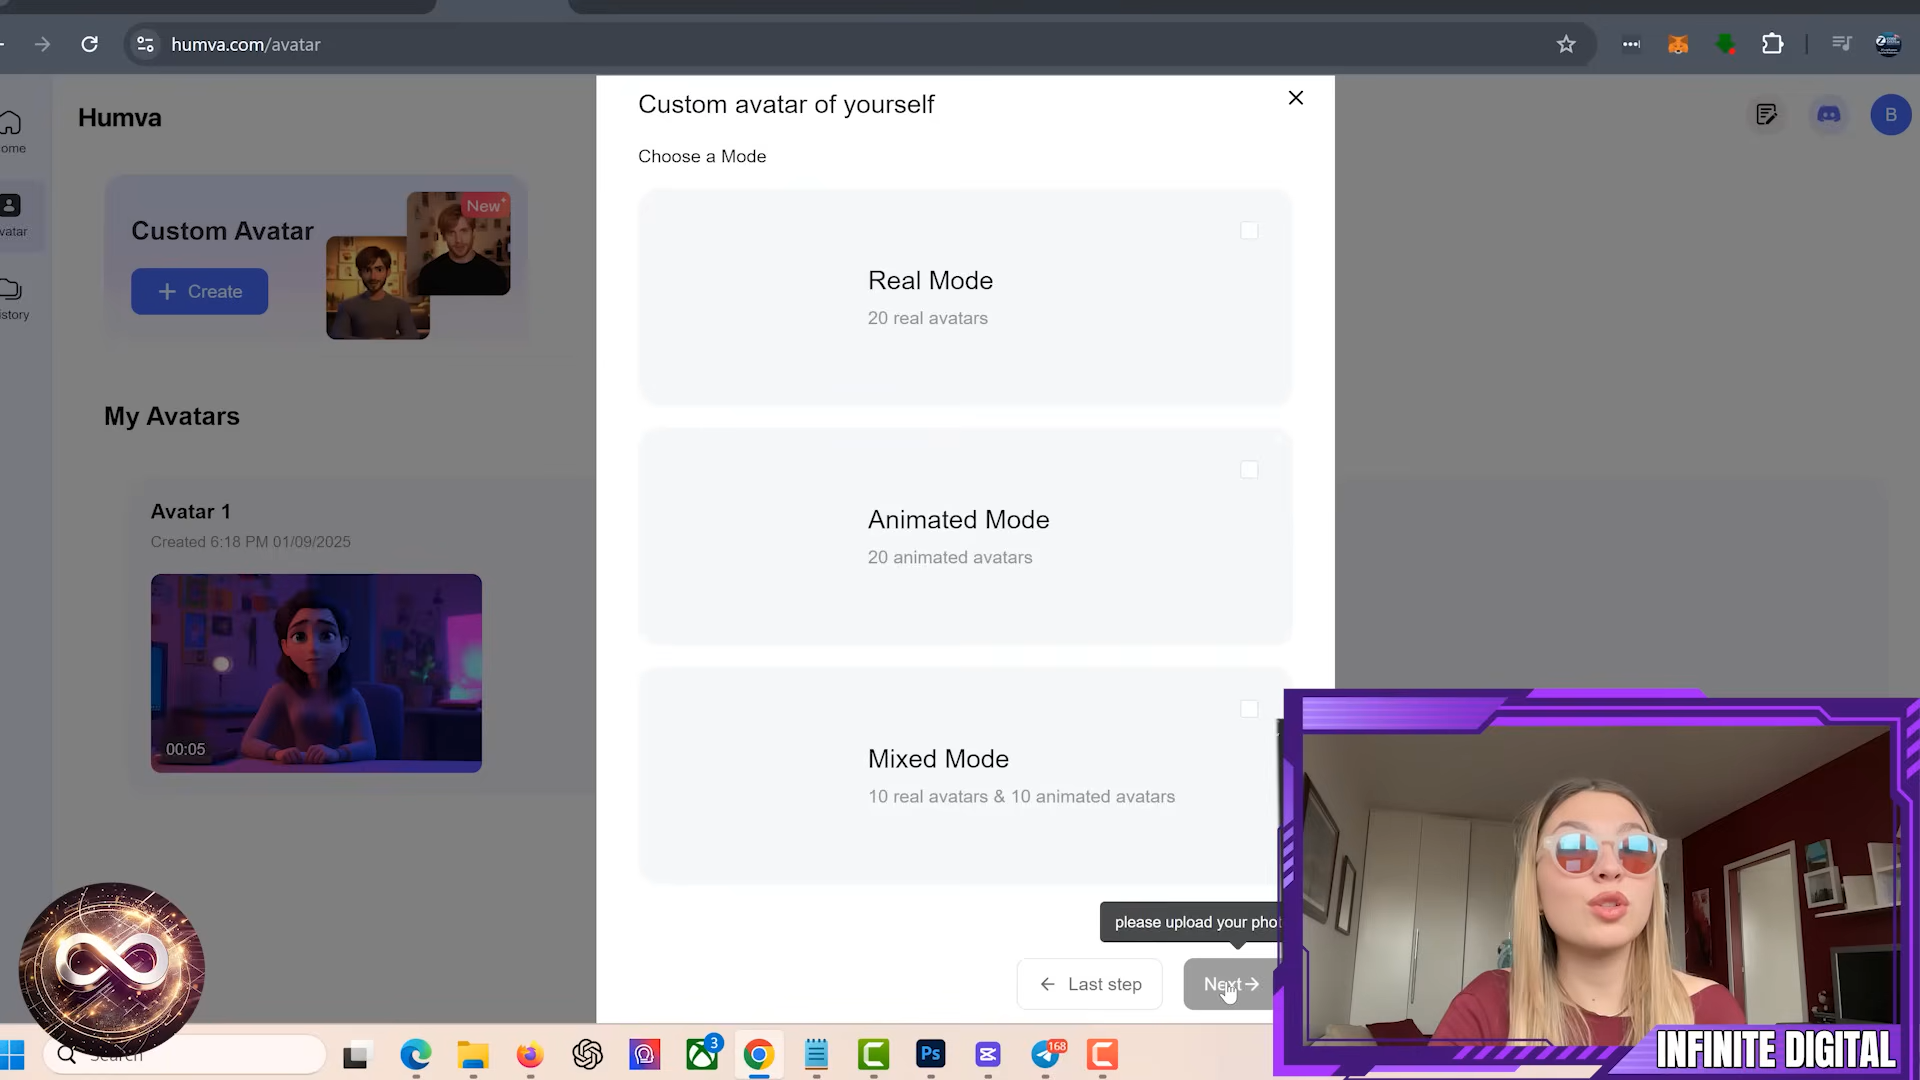 humva.com/avatar
Humva
ome
vatar
istory
Custom Avatar
New
Create
My Avatars
Avatar 1
Created 6:18 PM 01/09/2025
00:05
Custom avatar of yourself
Choose a Mode
Real Mode
20 real avatars
Animated Mode
20 animated avatars
Mixed Mode
10 real avatars & 10 animated avatars
please upload your pho
Last step
Next
B
Search
3
Ps
168
INFINITE DIGITAL